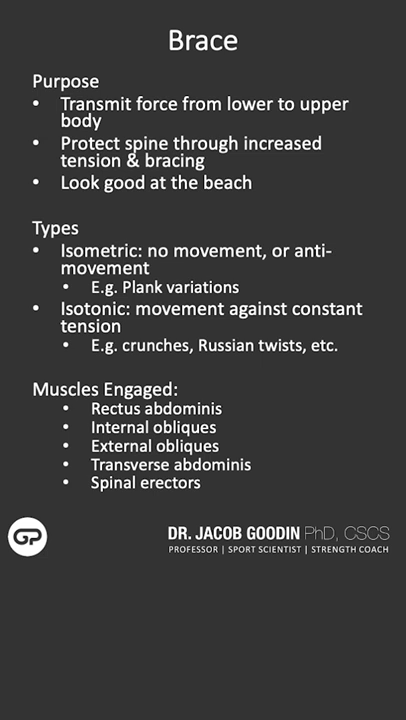 Brace
Purpose
• Transmit force from lower to upper
body
• Protect spine through increased
tension & bracing
• Look good at the beach
Types
• Isometric: no movement, or anti-
movement
• E.g. Plank variations
• Isotonic: movement against constant
tension
• E.g. crunches, Russian twists, etc.
Muscles Engaged:
• Rectus abdominis
• Internal obliques
• External obliques
• Transverse abdominis
• Spinal erectors
GP
DR. JACOB GOODIN PhD, CSCS
PROFESSOR | SPORT SCIENTIST | STRENGTH COACH